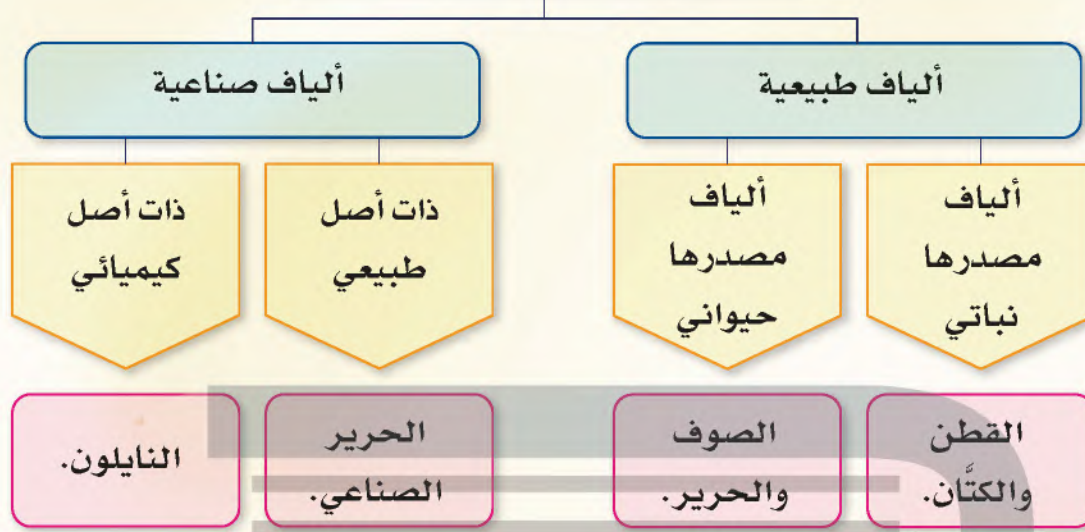 ألياف طبيعية
ألياف
مصدرها
نباتي
القطن
والكتَّان.
ألياف
مصدرها
حيواني
الصوف
والحرير.
ألياف صناعية
ذات أصل
طبيعي
الحرير
الصناعي.
ذات أصل
كيميائي
النايلون.